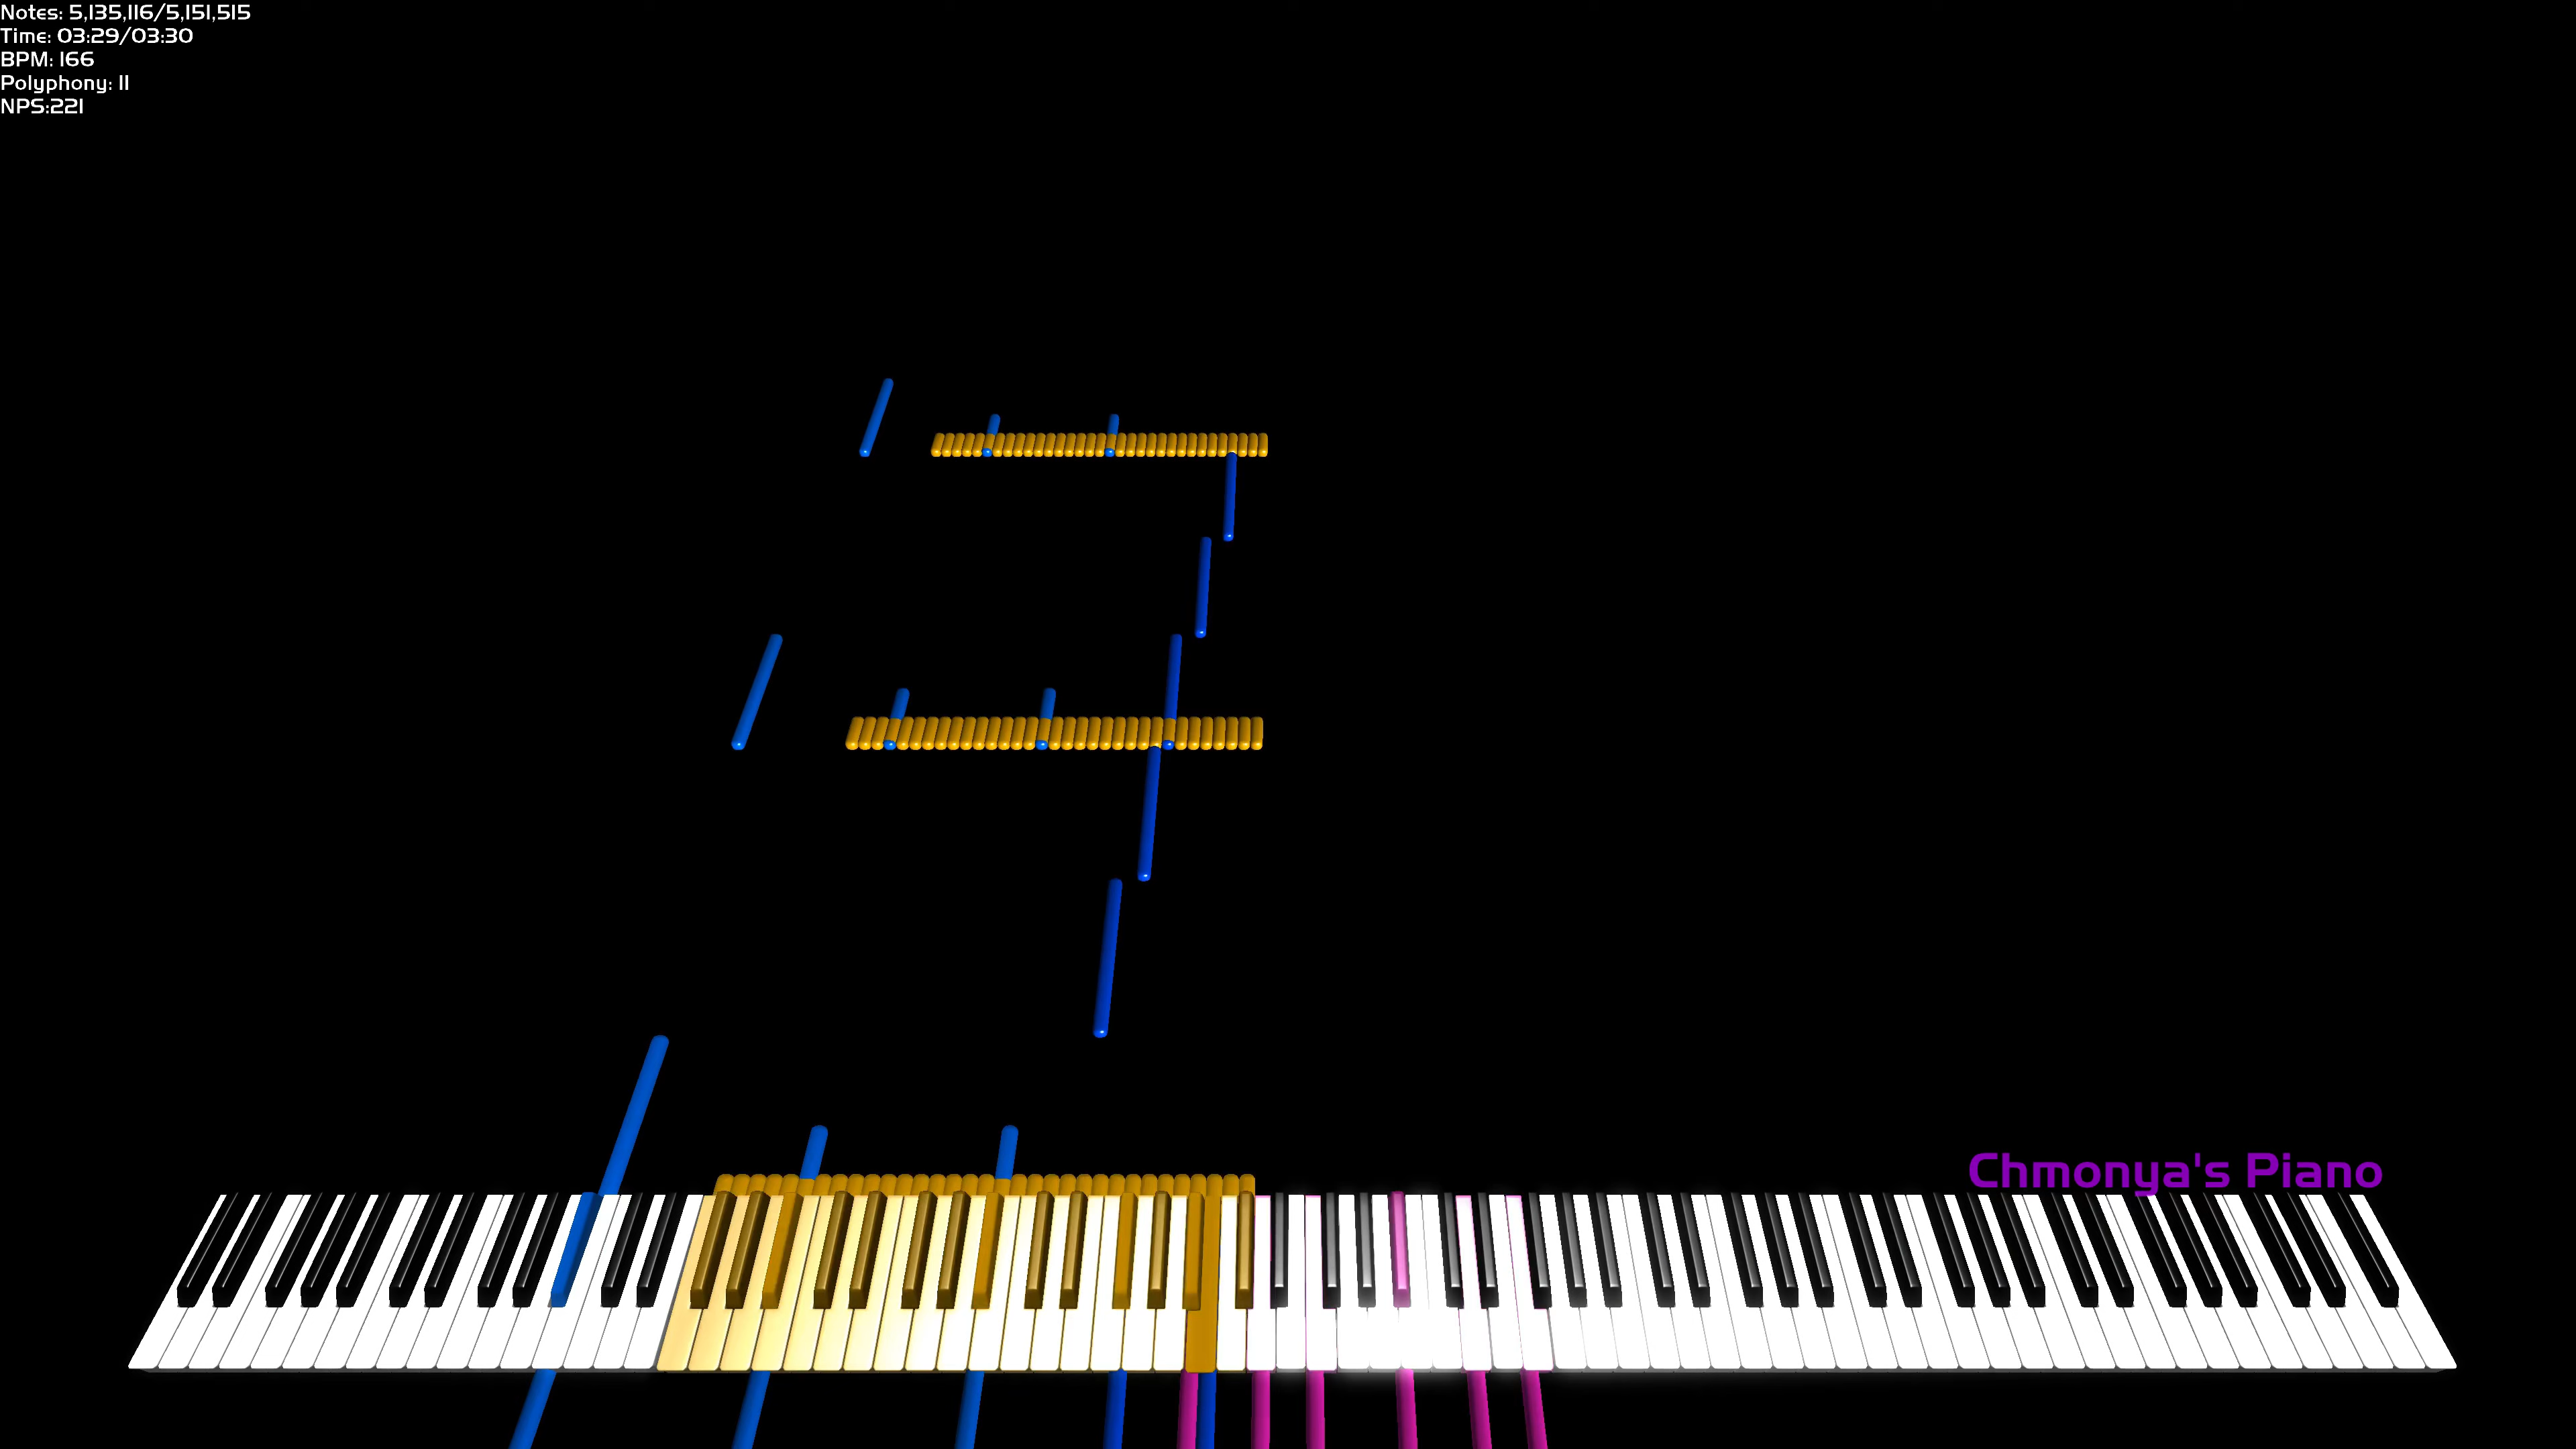 Notes: 5,135,116/5,151,515
Time: 03:29/03:30
BPM: 166
Polyphony: 11
NPS:221
Chmonya's Piano